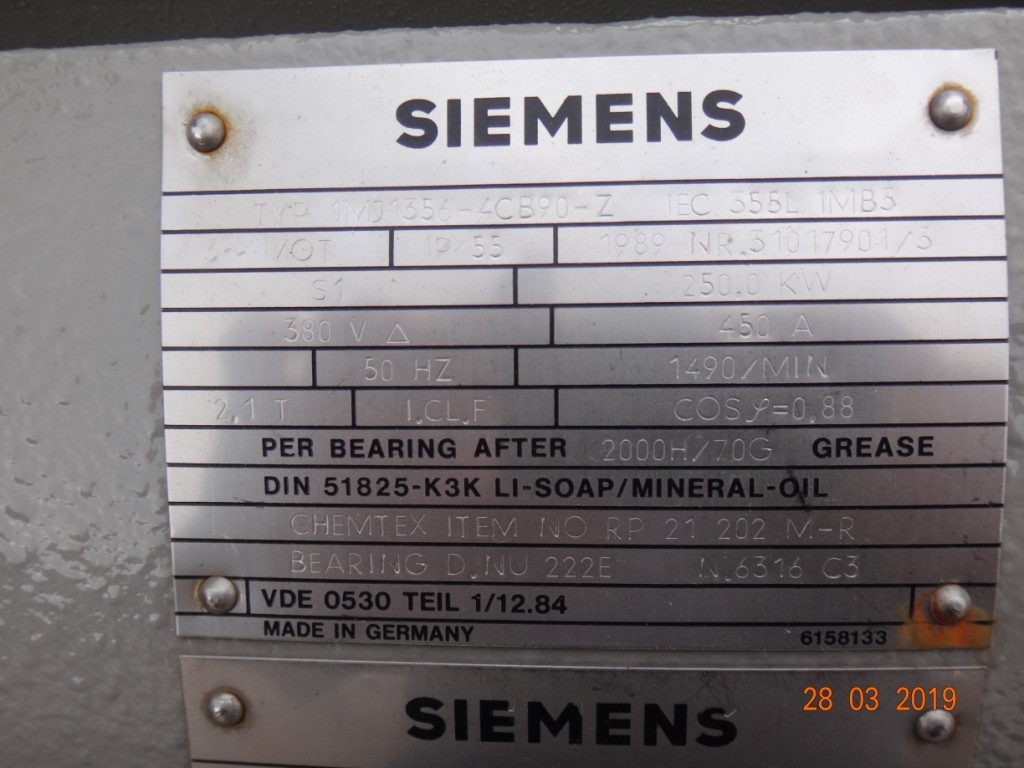 SIEMENS
TYP 1MJ1356-4CB90-Z IEC 355L IMB3
3~ M/OT IP/55 1989 NR.31017901/3
S1 250.0 KW
380 V Δ 450 A
50 HZ 1490/MIN
2.1 T I.CL.F COS φ=0.88
PER BEARING AFTER 2000H/70G GREASE
DIN 51825-K3K LI-SOAP/MINERAL-OIL
CHEMTEX ITEM NO RP 21 202 M-R
BEARING D.NU 222E N.6316 C3
VDE 0530 TEIL 1/12.84
MADE IN GERMANY 6158133
SIEMENS
28 03 2019